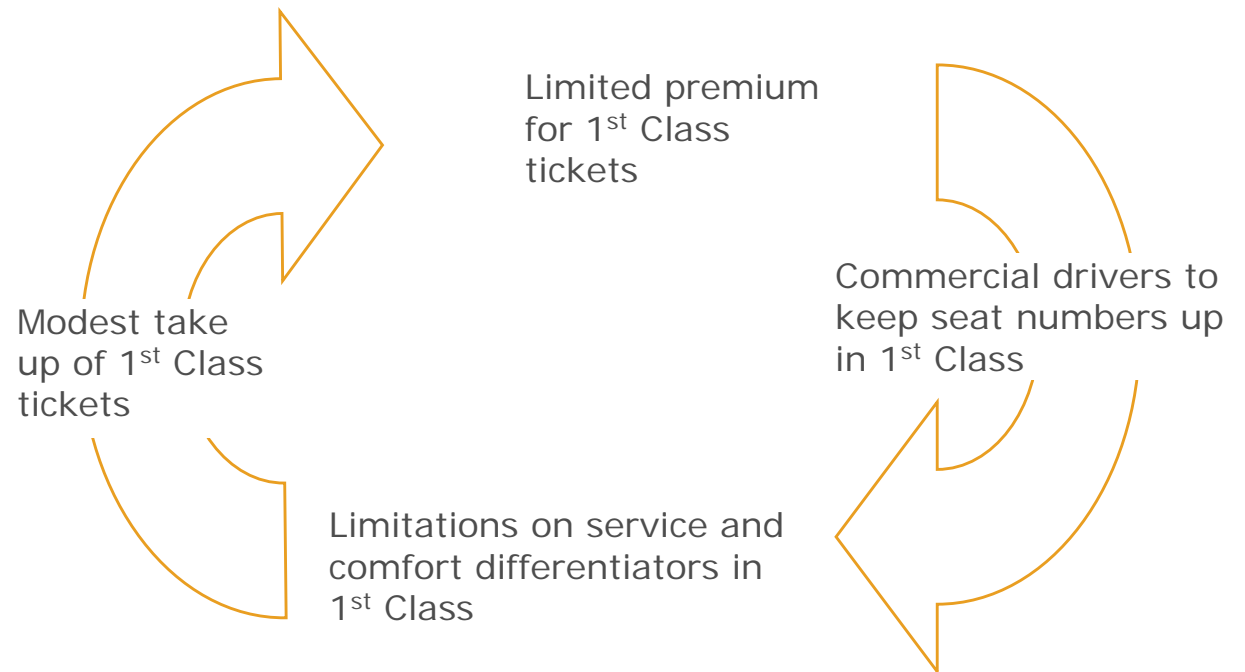 Limited premium
for 1st Class
tickets
Commercial drivers to
keep seat numbers up
in 1st Class
Limitations on service and
comfort differentiators in
1st Class
Modest take
up of 1st Class
tickets